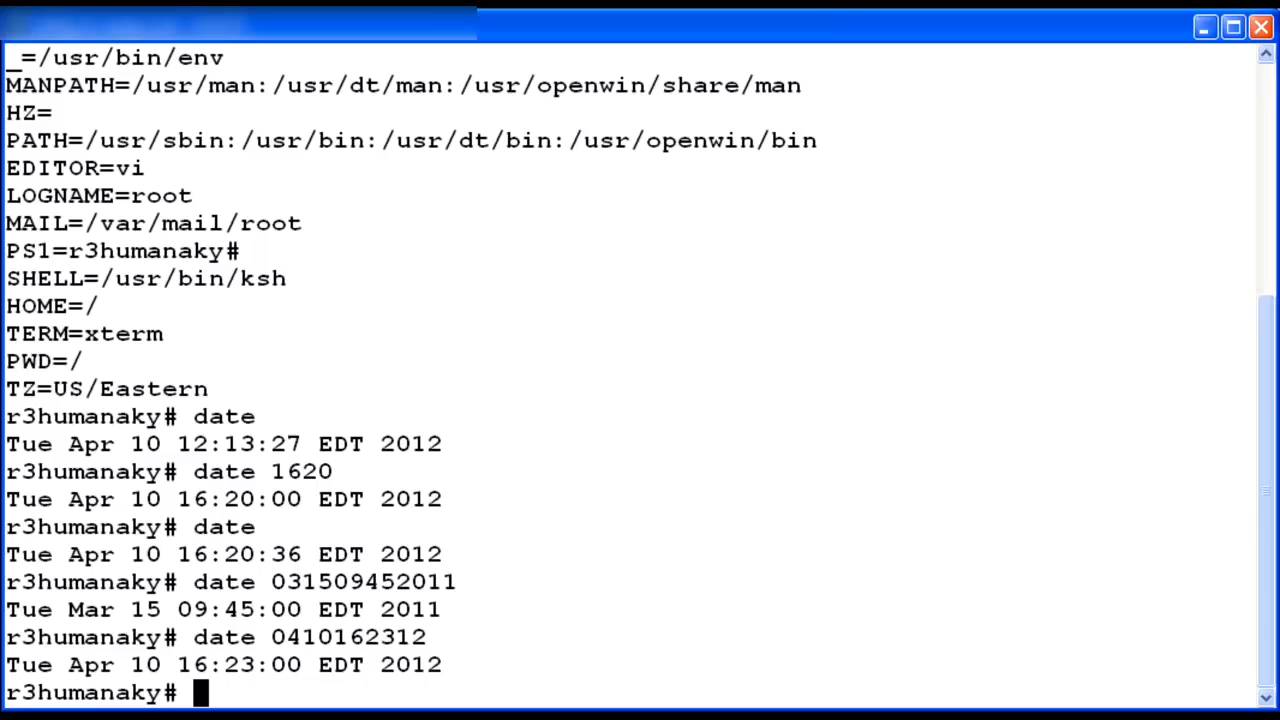 _=/usr/bin/env
MANPATH=/usr/man:/usr/dt/man:/usr/openwin/share/man
HZ=
PATH=/usr/sbin:/usr/bin:/usr/dt/bin:/usr/openwin/bin
EDITOR=vi
LOGNAME=root
MAIL=/var/mail/root
PS1=r3humanaky#
SHELL=/usr/bin/ksh
HOME=/
TERM=xterm
PWD=/
TZ=US/Eastern
r3humanaky# date
Tue Apr 10 12:13:27 EDT 2012
r3humanaky# date 1620
Tue Apr 10 16:20:00 EDT 2012
r3humanaky# date
Tue Apr 10 16:20:36 EDT 2012
r3humanaky# date 031509452011
Tue Mar 15 09:45:00 EDT 2011
r3humanaky# date 0410162312
Tue Apr 10 16:23:00 EDT 2012
r3humanaky#